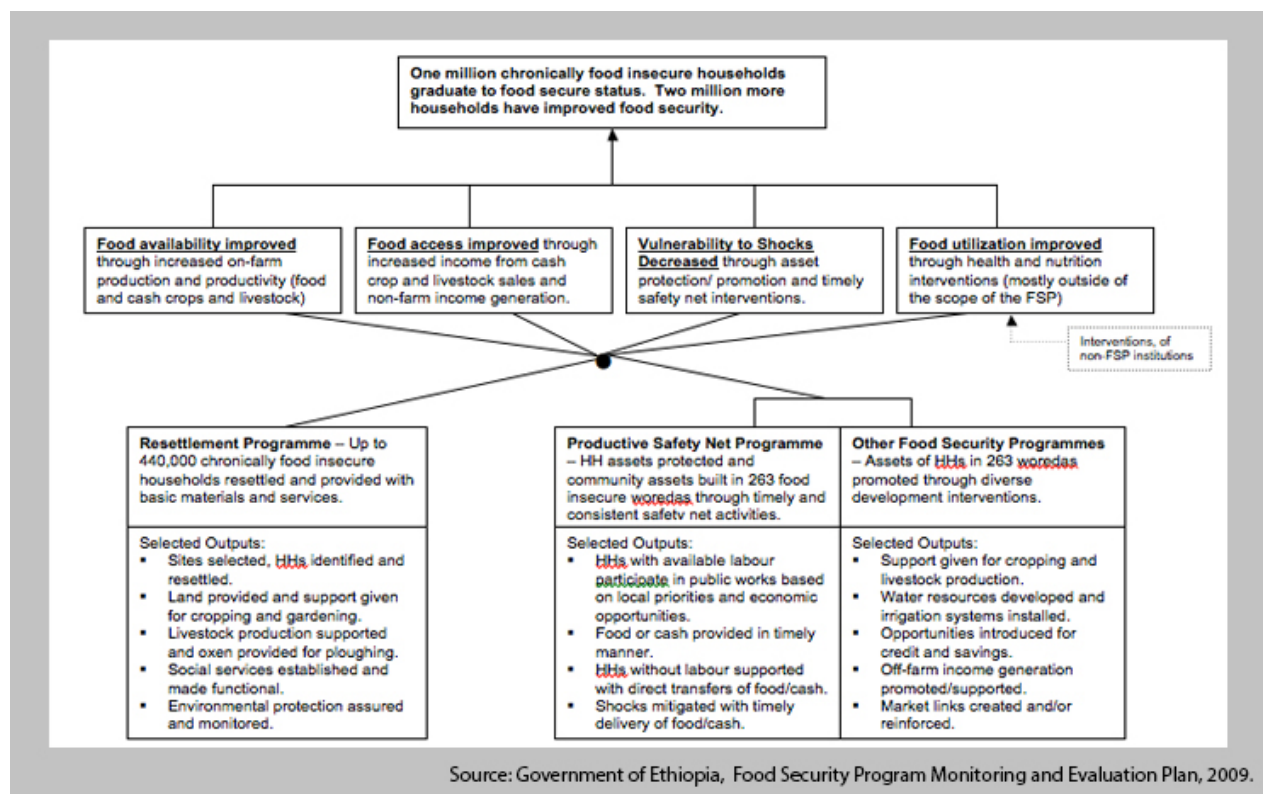 One million chronically food insecure households
graduate to food secure status.  Two million more
households have improved food security.
Food availability improved
through increased on-farm
production and productivity (food
and cash crops and livestock)
Food access improved through
increased income from cash
crop and livestock sales and
non-farm income generation.
Vulnerability to Shocks
Decreased through asset
protection/ promotion and timely
safety net interventions.
Food utilization improved
through health and nutrition
interventions (mostly outside of
the scope of the FSP)
Interventions, of
non-FSP institutions
Resettlement Programme – Up to
440,000 chronically food insecure
households resettled and provided with
basic materials and services.
Selected Outputs:
▪ Sites selected, HHs identified and
resettled.
▪ Land provided and support given
for cropping and gardening.
▪ Livestock production supported
and oxen provided for ploughing.
▪ Social services established and
made functional.
▪ Environmental protection assured
and monitored.
Productive Safety Net Programme
– HH assets protected and
community assets built in 263 food
insecure woredas through timely and
consistent safety net activities.
Selected Outputs:
▪ HHs with available labour
participate in public works based
on local priorities and economic
opportunities.
▪ Food or cash provided in timely
manner.
▪ HHs without labour supported
with direct transfers of food/cash.
▪ Shocks mitigated with timely
delivery of food/cash.
Other Food Security Programmes
– Assets of HHs in 263 woredas
promoted through diverse
development interventions.
Selected Outputs:
▪ Support given for cropping and
livestock production.
▪ Water resources developed and
irrigation systems installed.
▪ Opportunities introduced for
credit and savings.
▪ Off-farm income generation
promoted/supported.
▪ Market links created and/or
reinforced.
Source: Government of Ethiopia,  Food Security Program Monitoring and Evaluation Plan, 2009.